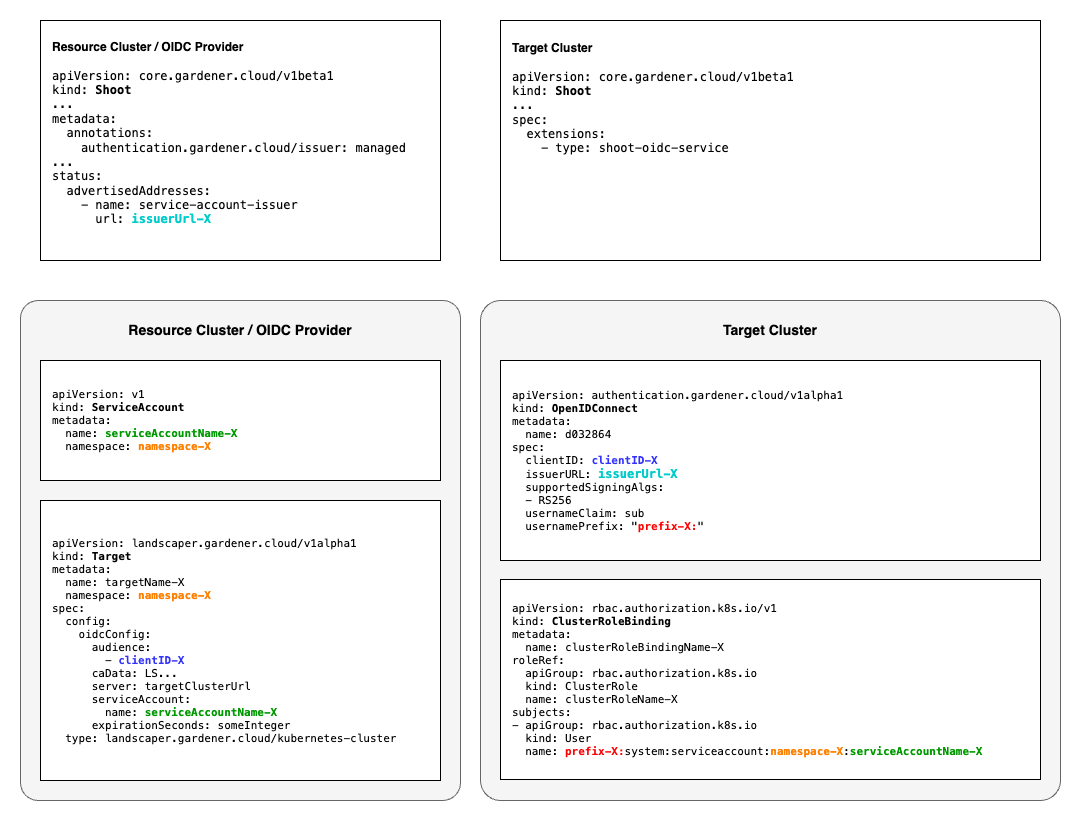 Resource Cluster / OIDC Provider
apiVersion: core.gardener.cloud/v1beta1
kind: Shoot
...
metadata:
  annotations:
    authentication.gardener.cloud/issuer: managed
...
status:
  advertisedAddresses:
    - name: service-account-issuer
      url: issuerUrl-X
Target Cluster
apiVersion: core.gardener.cloud/v1beta1
kind: Shoot
...
spec:
  extensions:
    - type: shoot-oidc-service
Resource Cluster / OIDC Provider
apiVersion: v1
kind: ServiceAccount
metadata:
  name: serviceAccountName-X
  namespace: namespace-X
apiVersion: landscaper.gardener.cloud/v1alpha1
kind: Target
metadata:
  name: targetName-X
  namespace: namespace-X
spec:
  config:
    oidcConfig:
      audience:
        - clientID-X
      caData: LS...
      server: targetClusterUrl
      serviceAccount:
        name: serviceAccountName-X
      expirationSeconds: someInteger
  type: landscaper.gardener.cloud/kubernetes-cluster
Target Cluster
apiVersion: authentication.gardener.cloud/v1alpha1
kind: OpenIDConnect
metadata:
  name: d032864
spec:
  clientID: clientID-X
  issuerURL: issuerUrl-X
  supportedSigningAlgs:
  - RS256
  usernameClaim: sub
  usernamePrefix: "prefix-X:"
apiVersion: rbac.authorization.k8s.io/v1
kind: ClusterRoleBinding
metadata:
  name: clusterRoleBindingName-X
roleRef:
  apiGroup: rbac.authorization.k8s.io
  kind: ClusterRole
  name: clusterRoleName-X
subjects:
- apiGroup: rbac.authorization.k8s.io
  kind: User
  name: prefix-X:system:serviceaccount:namespace-X:serviceAccountName-X